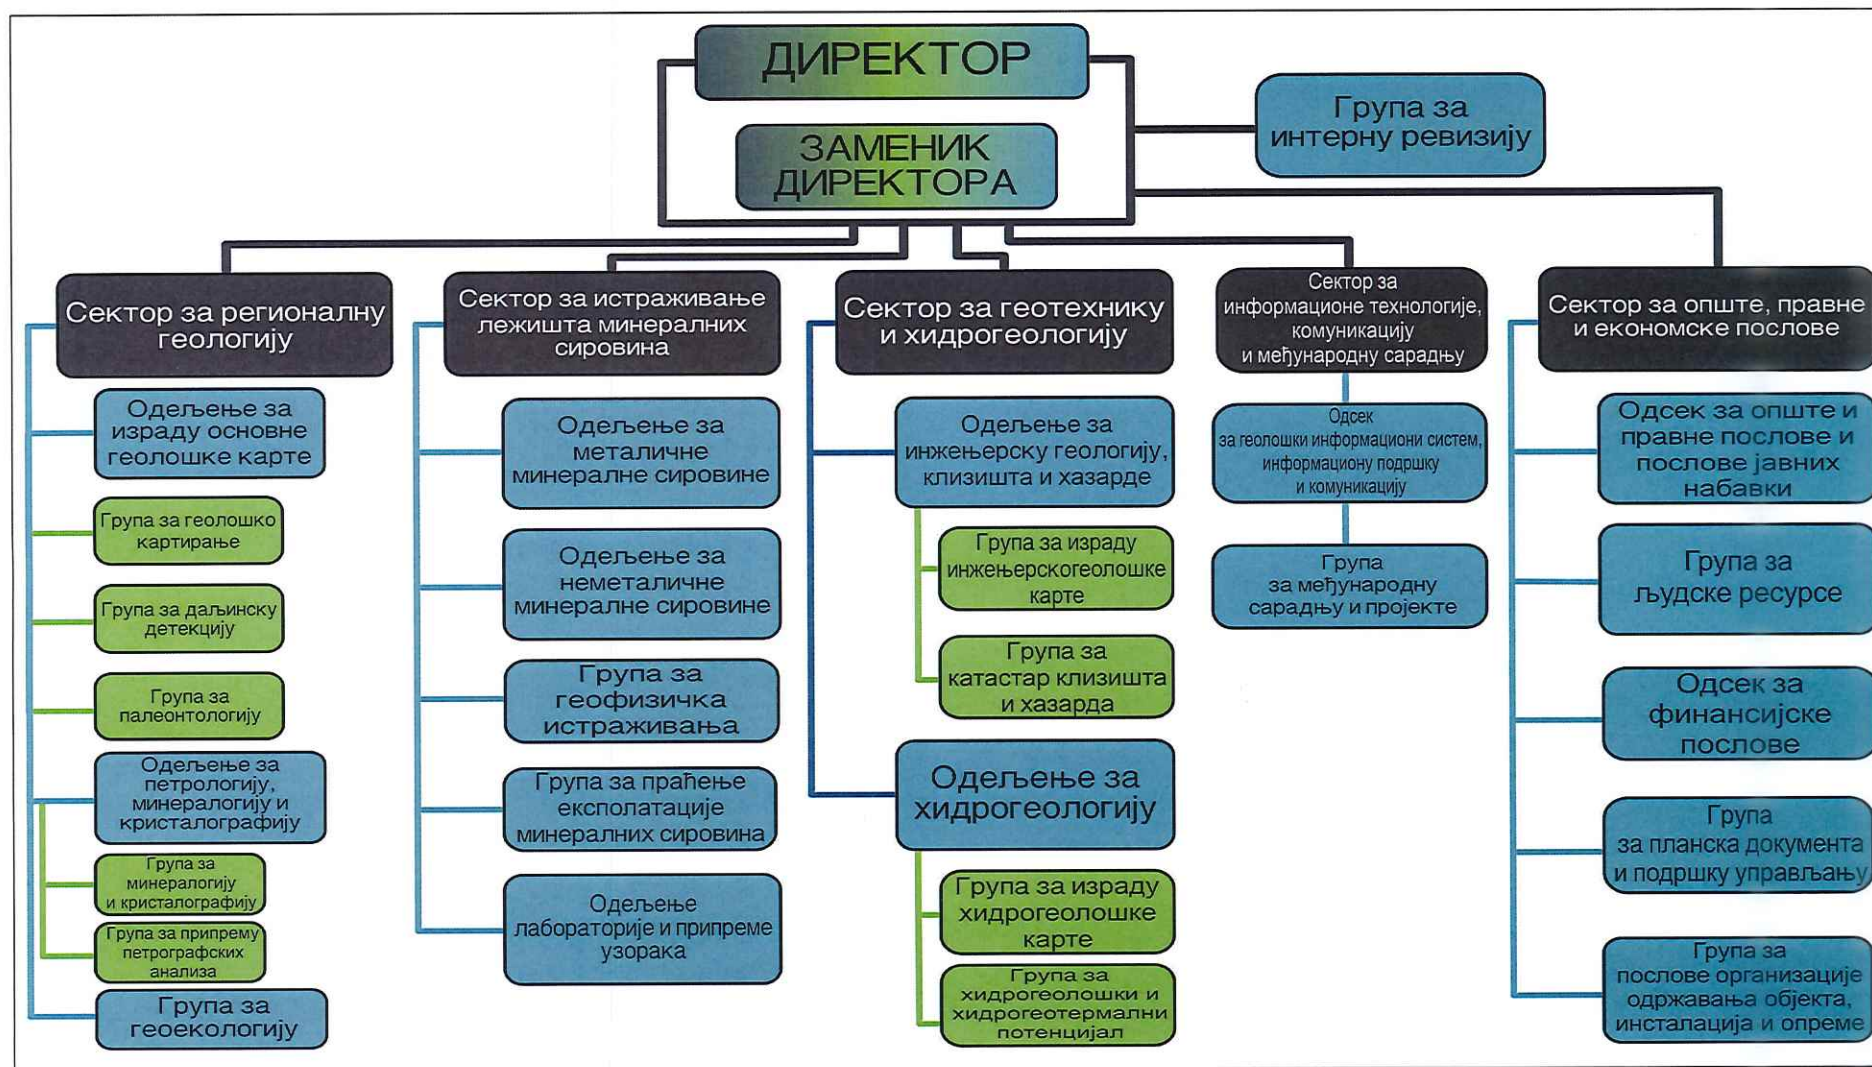 ДИРЕКТОР
ЗАМЕНИК
ДИРЕКТОРА
Група за
интерну ревизију
Сектор за регионалну
геологију
Одељење за
израду основне
геолошке карте
Група за геолошко
картирање
Група за даљинску
детекцију
Група за
палеонтологију
Одељење за
петрологију,
минералогију и
кристалографију
Група за
минералогију
и кристалографију
Група за припрему
петрографских
анализа
Група за
геоекологију
Сектор за истраживање
лежишта минералних
сировина
Одељење за
металичне
минералне сировине
Одељење за
неметаличне
минералне сировине
Група за
геофизичка
истраживања
Група за праћење
експолатације
минералних сировина
Одељење
лабораторије и припреме
узорака
Сектор за геотехнику
и хидрогеологију
Одељење за
инжењерску геологију,
клизишта и хазарде
Група за израду
инжењерскогеолошке
карте
Група за
катастар клизишта
и хазарда
Одељење за
хидрогеологију
Група за израду
хидрогеолошке
карте
Група за
хидрогеолошки и
хидрогеотермални
потенцијал
Сектор за
информационе технологије,
комуникацију
и међународну сарадњу
Одсек
за геолошки информациони систем,
информациону подршку
и комуникацију
Група
за међународну
сарадњу и пројекте
Сектор за опште, правне
и економске послове
Одсек за опште и
правне послове и
послове јавних
набавки
Група за
људске ресурсе
Одсек за
финансијске
послове
Група
за планска документа
и подршку управљању
Група за
послове организације
одржавања објекта,
инсталација и опреме